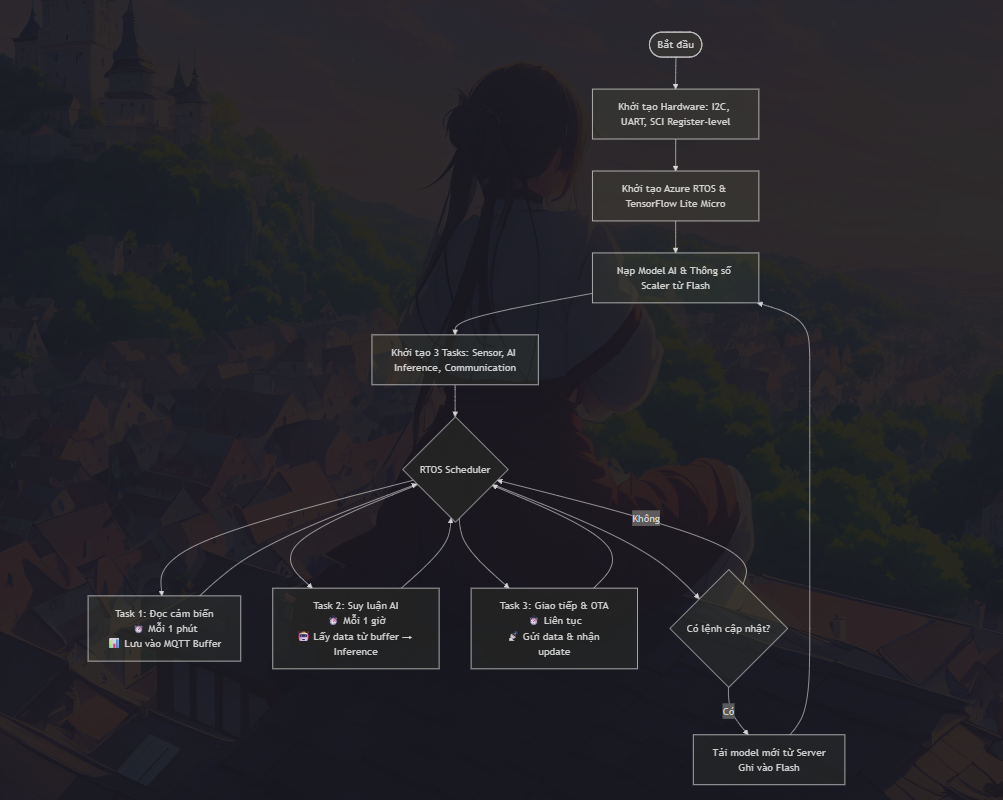 Bắt đầu
Khởi tạo Hardware: I2C,
UART, SCI Register-level
Khởi tạo Azure RTOS &
TensorFlow Lite Micro
Nạp Model AI & Thông số
Scaler từ Flash
Khởi tạo 3 Tasks: Sensor, AI
Inference, Communication
RTOS Scheduler
Không
Task 1: Đọc cảm biến
⏰ Mỗi 1 phút
📊 Lưu vào MQTT Buffer
Task 2: Suy luận AI
⏰ Mỗi 1 giờ
🤖 Lấy data từ buffer →
Inference
Task 3: Giao tiếp & OTA
⏰ Liên tục
📡 Gửi data & nhận
update
Có lệnh cập nhật?
Có
Tải model mới từ Server
Ghi vào Flash